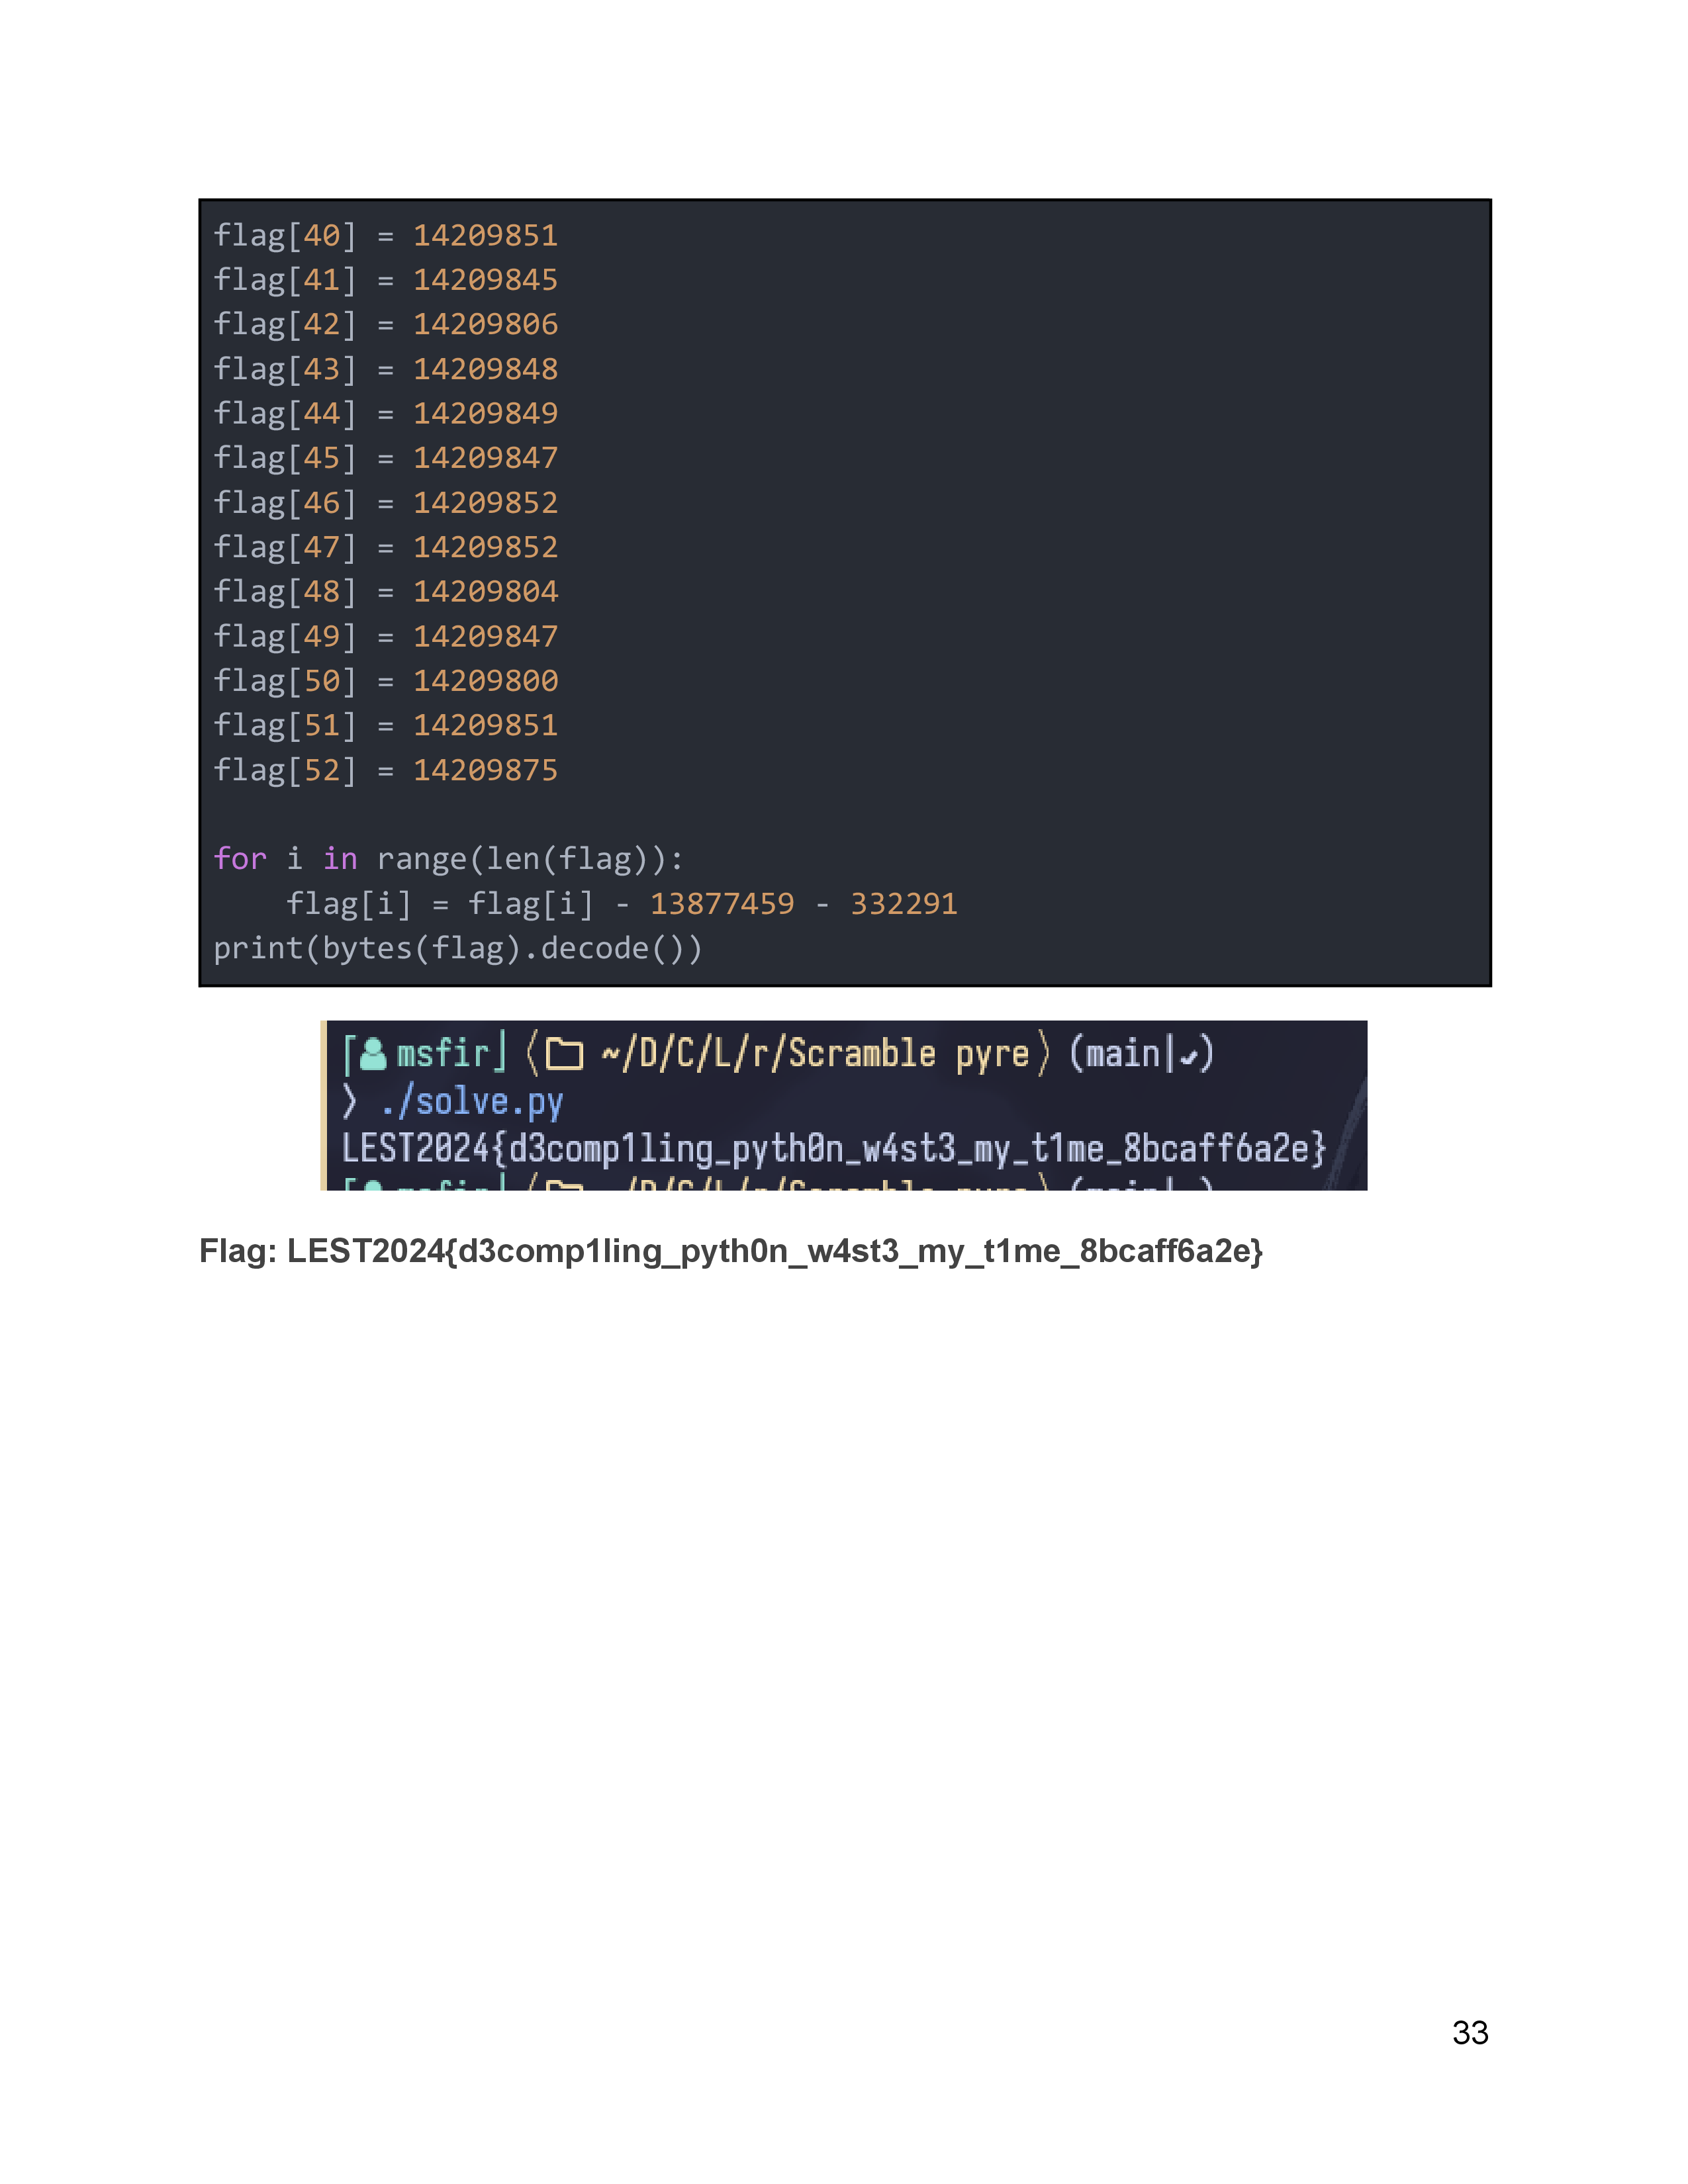 flag[40] = 14209851
flag[41] = 14209845
flag[42] = 14209806
flag[43] = 14209848
flag[44] = 14209849
flag[45] = 14209847
flag[46] = 14209852
flag[47] = 14209852
flag[48] = 14209804
flag[49] = 14209847
flag[50] = 14209800
flag[51] = 14209851
flag[52] = 14209875
for i in range(len(flag)):
    flag[i] = flag[i] - 13877459 - 332291
print(bytes(flag).decode())
msfir ~/D/C/L/r/Scramble pyre (main|✓)
❯ ./solve.py
LEST2024{d3comp1ling_pyth0n_w4st3_my_t1me_8bcaff6a2e}
Flag: LEST2024{d3comp1ling_pyth0n_w4st3_my_t1me_8bcaff6a2e}
33